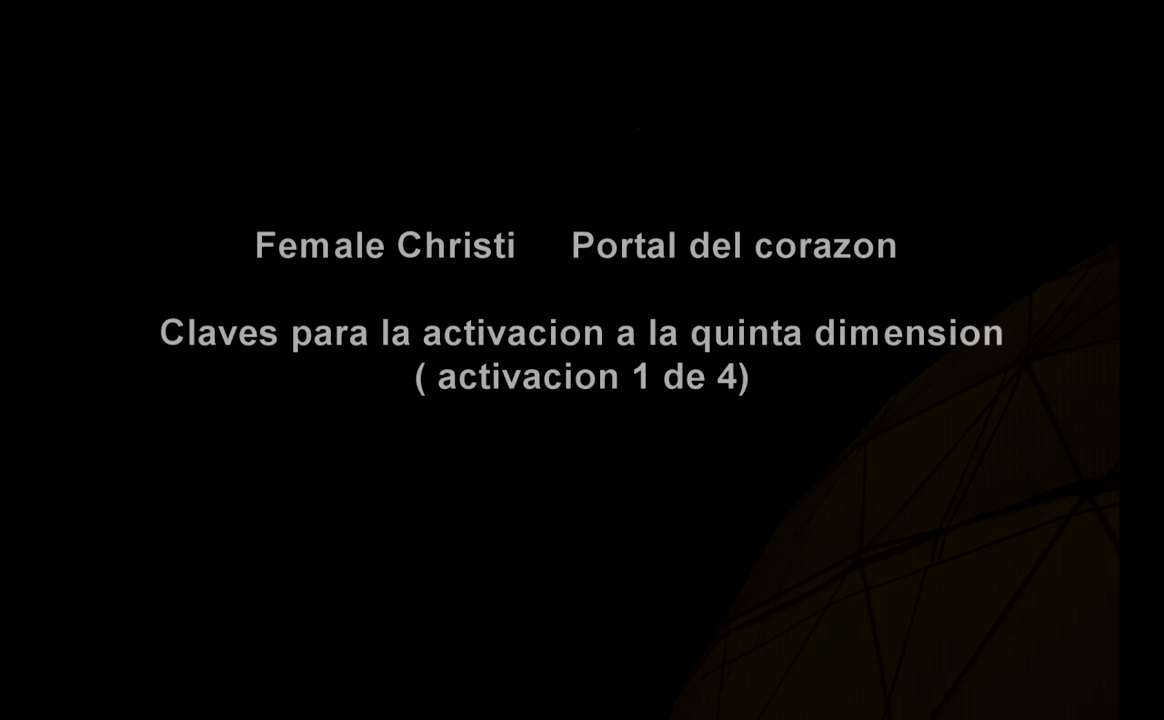 Female Christi Portal del corazon
Claves para la activacion a la quinta dimension
( activacion 1 de 4)